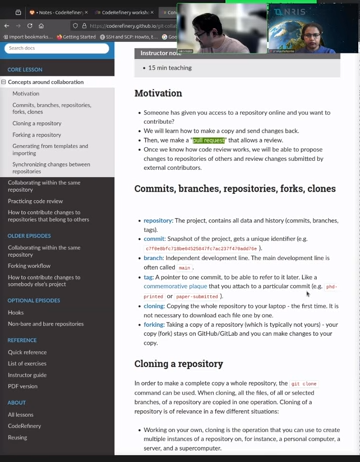 + Notes - CodeRefinery
CodeRefinery worksh
https://coderefinery.github.io/git-coll
Import bookmarks...
Getting Started
SSH and SCP: Howto, E
NRIS
Search docs
Instructor note
15 min teaching
CORE LESSON
Concepts around collaboration
Motivation
Commits, branches, repositories, forks, clones
Cloning a repository
Forking a repository
Generating from templates and importing
Synchronizing changes between repositories
Collaborating within the same repository
Practicing code review
How to contribute changes to repositories that belong to others
OLDER EPISODES
Collaborating within the same repository
Forking workflow
How to contribute changes to somebody else's project
OPTIONAL EPISODES
Hooks
Non-bare and bare repositories
REFERENCE
Quick reference
List of exercises
Instructor guide
PDF version
ABOUT
All lessons
CodeRefinery
Reusing
Motivation
Someone has given you access to a repository online and you want to contribute?
We will learn how to make a copy and send changes back.
Then, we make a "pull request" that allows a review.
Once we know how code review works, we will be able to propose changes to repositories of others and review changes submitted by external contributors.
Commits, branches, repositories, forks, clones
repository: The project, contains all data and history (commits, branches, tags).
commit: Snapshot of the project, gets a unique identifier (e.g.
branch: Independent development line. The main development line is often called main.
tag: A pointer to one commit, to be able to refer to it later. Like a commemorative plaque that you attach to a particular commit (e.g. phd-printed or paper-submitted).
cloning: Copying the whole repository to your laptop - the first time. It is not necessary to download each file one by one.
forking: Taking a copy of a repository (which is typically not yours) - your copy (fork) stays on GitHub/GitLab and you can make changes to your copy.
Cloning a repository
In order to make a complete copy a whole repository, the git clone command can be used. When cloning, all the files, of all or selected branches, of a repository are copied in one operation. Cloning of a repository is of relevance in a few different situations:
Working on your own, cloning is the operation that you can use to create multiple instances of a repository on, for instance, a personal computer, a server, and a supercomputer.